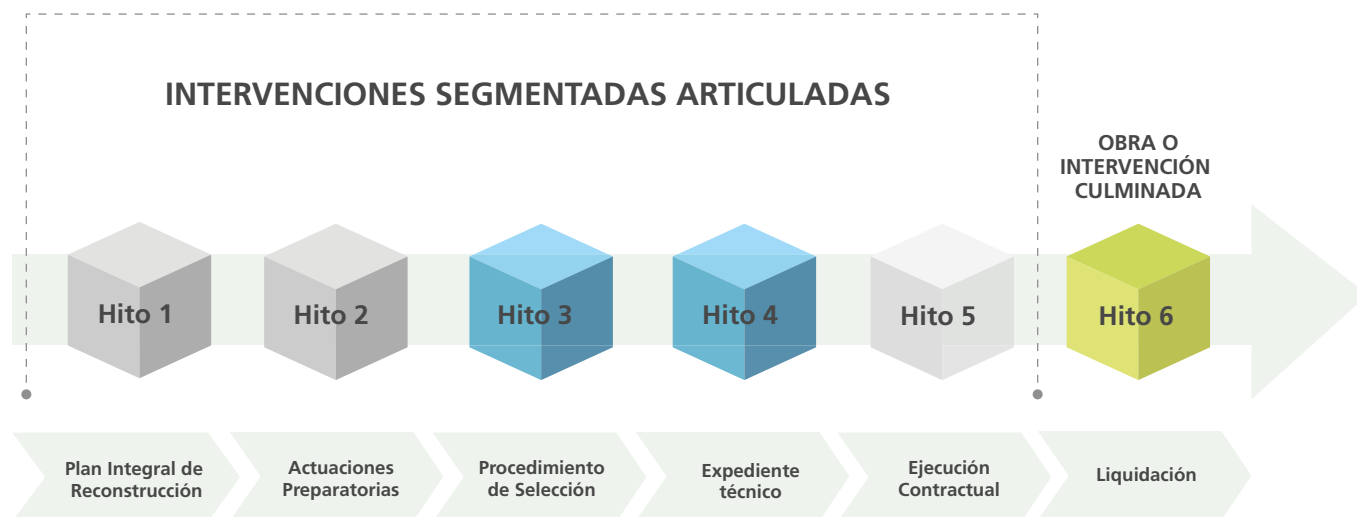 INTERVENCIONES SEGMENTADAS ARTICULADAS
OBRA O
INTERVENCIÓN
CULMINADA
Hito 1
Hito 2
Hito 3
Hito 4
Hito 5
Hito 6
Plan Integral de
Reconstrucción
Actuaciones
Preparatorias
Procedimiento
de Selección
Expediente
técnico
Ejecución
Contractual
Liquidación